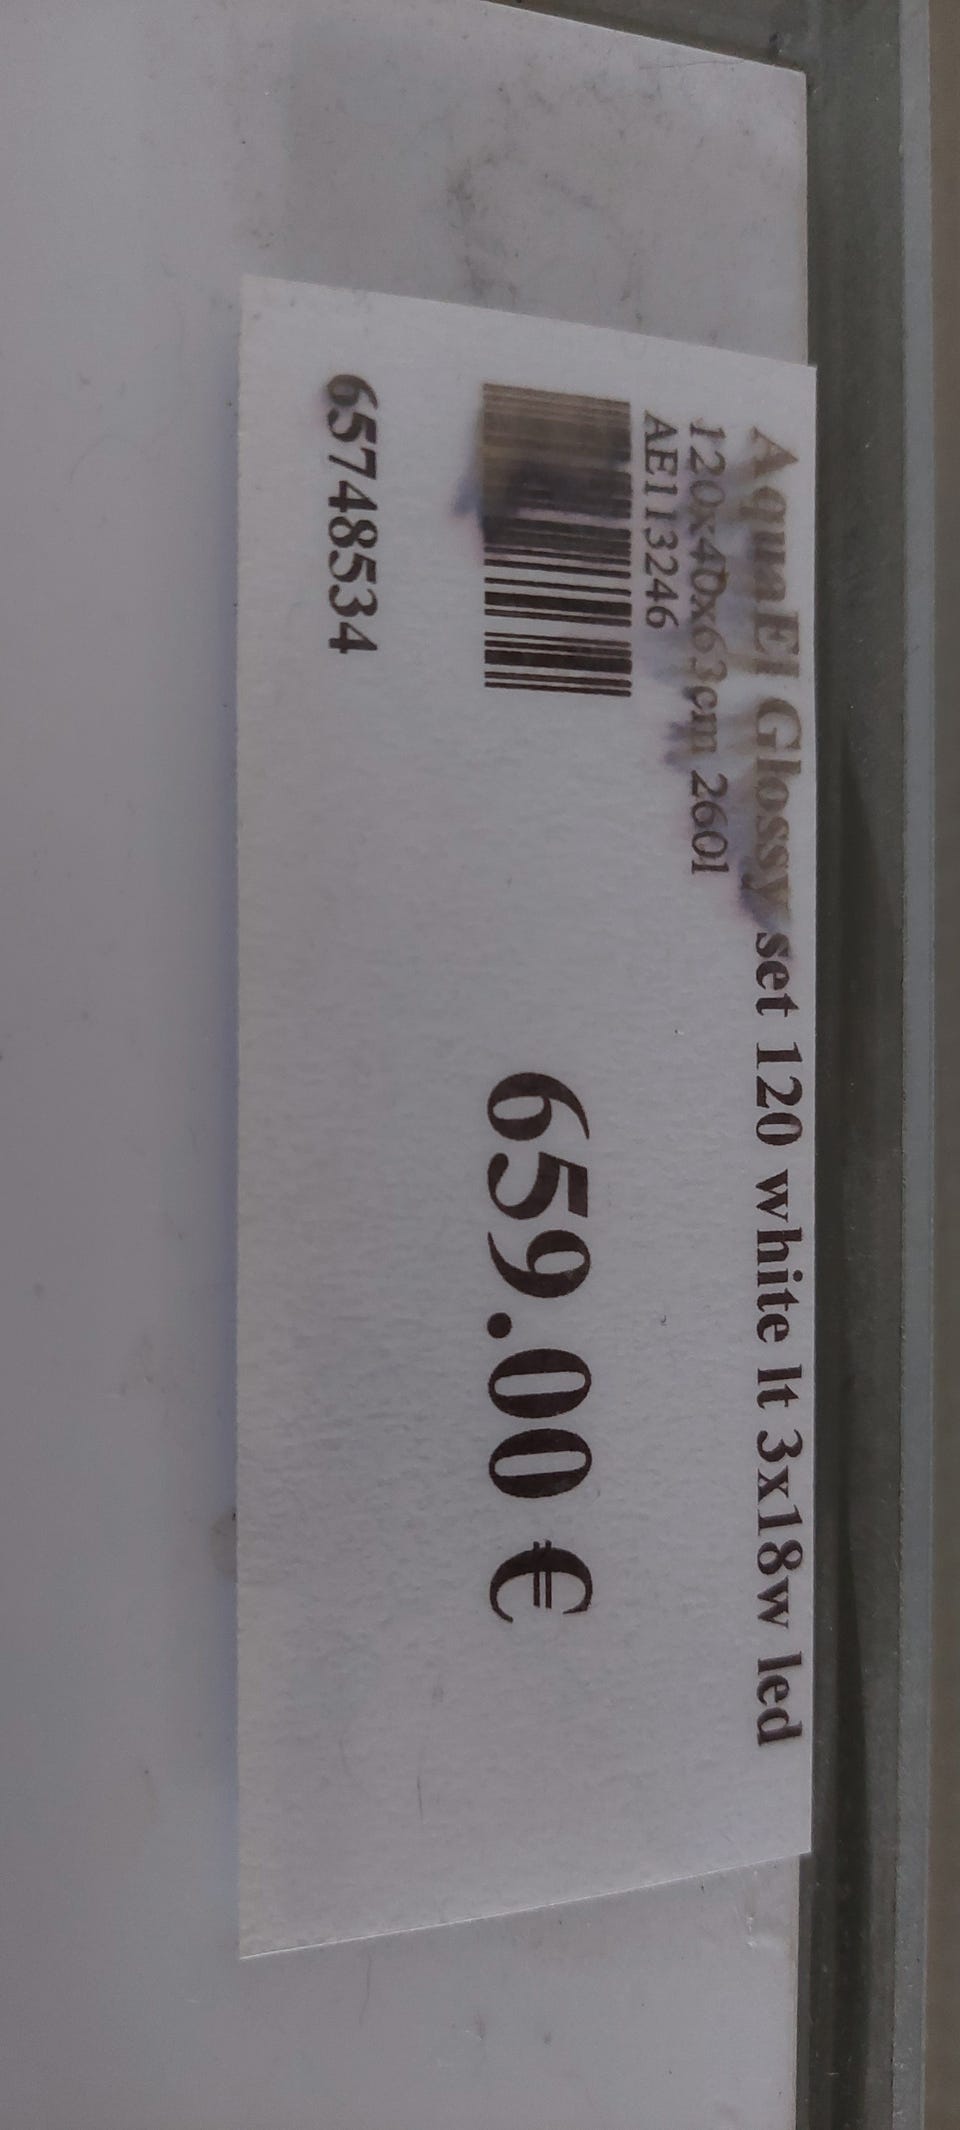 AquaEl Glossy set 120 white lt 3x18w led
120x40x63cm 260l
AE113246
659.00 €
65748534